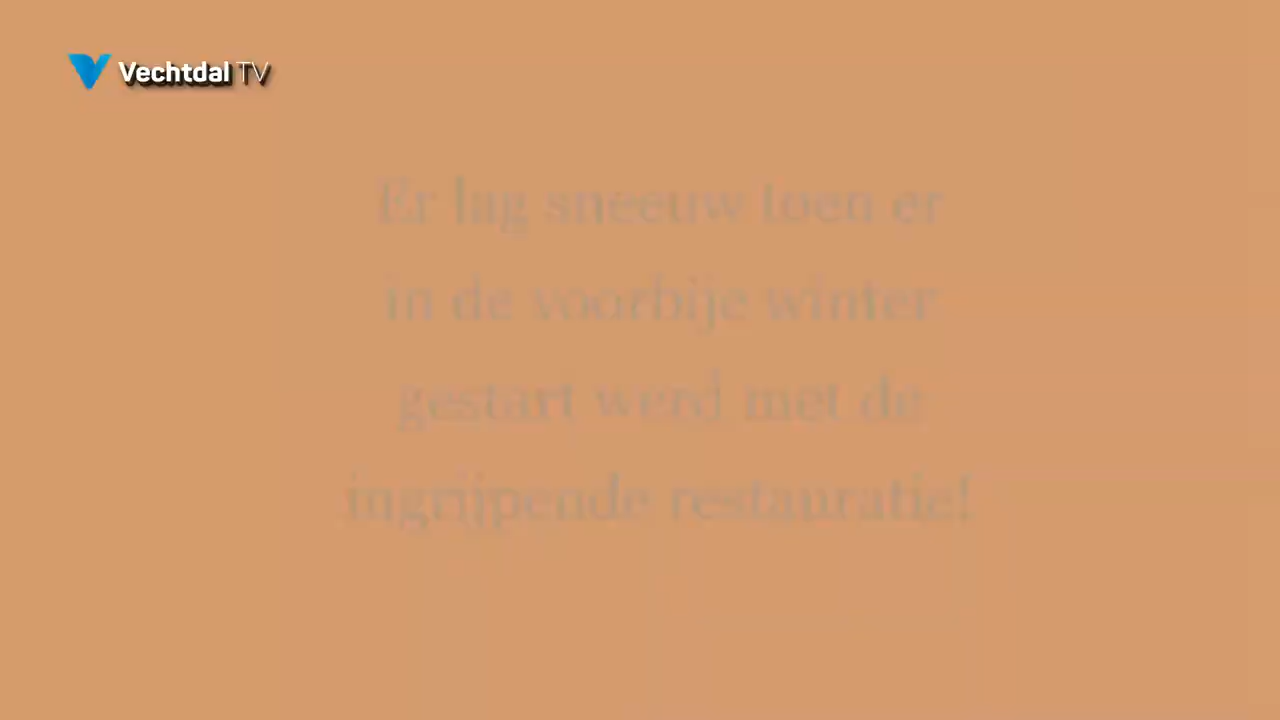 Vechtdal TV
Er lag sneeuw toen er
in de voorbije winter
gestart werd met de
ingrijpende restauratie!